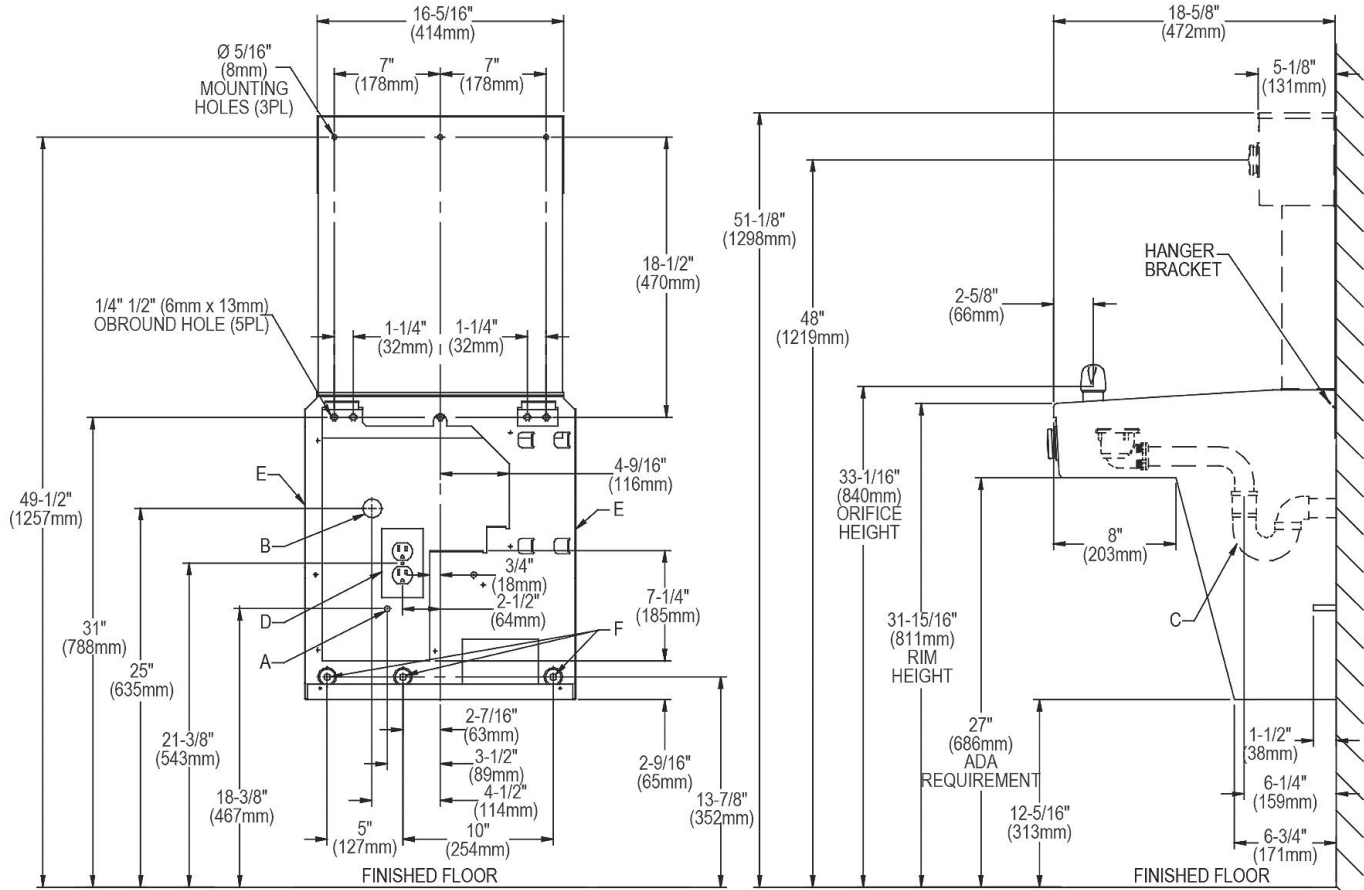 16-5/16"
(414mm)
Ø 5/16"
(8mm)
MOUNTING
HOLES (3PL)
7"
(178mm)
7"
(178mm)
18-1/2"
(470mm)
1/4" 1/2" (6mm x 13mm)
OBROUND HOLE (5PL)
1-1/4"
(32mm)
1-1/4"
(32mm)
4-9/16"
(116mm)
E
E
B
49-1/2"
(1257mm)
3/4"
(18mm)
2-1/2"
(64mm)
7-1/4"
(185mm)
D
A
F
31"
(788mm)
25"
(635mm)
21-3/8"
(543mm)
18-3/8"
(467mm)
2-7/16"
(63mm)
3-1/2"
(89mm)
4-1/2"
(114mm)
2-9/16"
(65mm)
13-7/8"
(352mm)
5"
(127mm)
10"
(254mm)
FINISHED FLOOR
18-5/8"
(472mm)
5-1/8"
(131mm)
51-1/8"
(1298mm)
HANGER
BRACKET
2-5/8"
(66mm)
48"
(1219mm)
33-1/16"
(840mm)
ORIFICE
HEIGHT
8"
(203mm)
C
31-15/16"
(811mm)
RIM
HEIGHT
27"
(686mm)
ADA
REQUIREMENT
1-1/2"
(38mm)
6-1/4"
(159mm)
12-5/16"
(313mm)
6-3/4"
(171mm)
FINISHED FLOOR